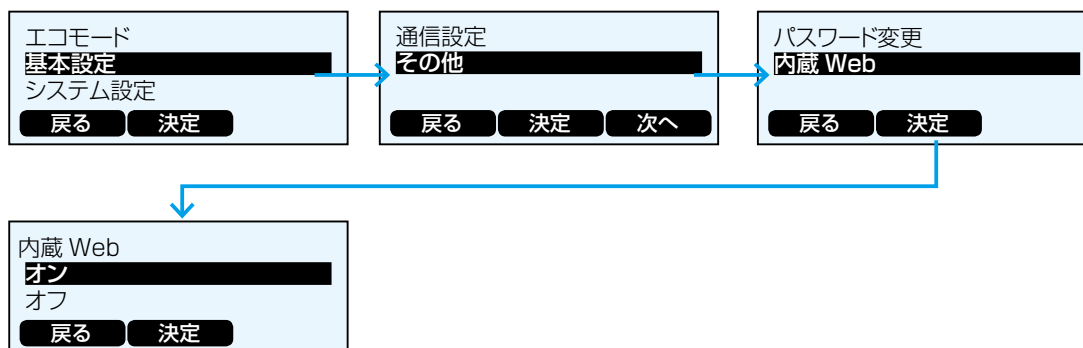 エコモード
基本設定
システム設定
戻る 決定
通信設定
その他
戻る 決定 次へ
パスワード変更
内蔵 Web
戻る 決定
内蔵 Web
オン
オフ
戻る 決定